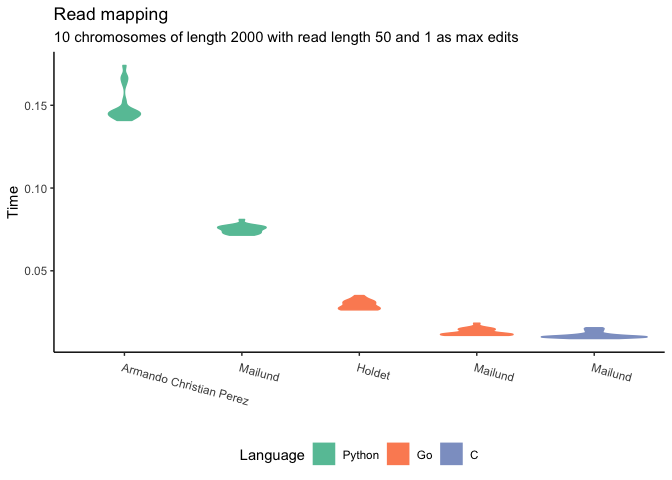 Read mapping
10 chromosomes of length 2000 with read length 50 and 1 as max edits
Time
0.15
0.10
0.05
Armando Christian Perez
Mailund
Holdet
Mailund
Mailund
Language
Python
Go
C